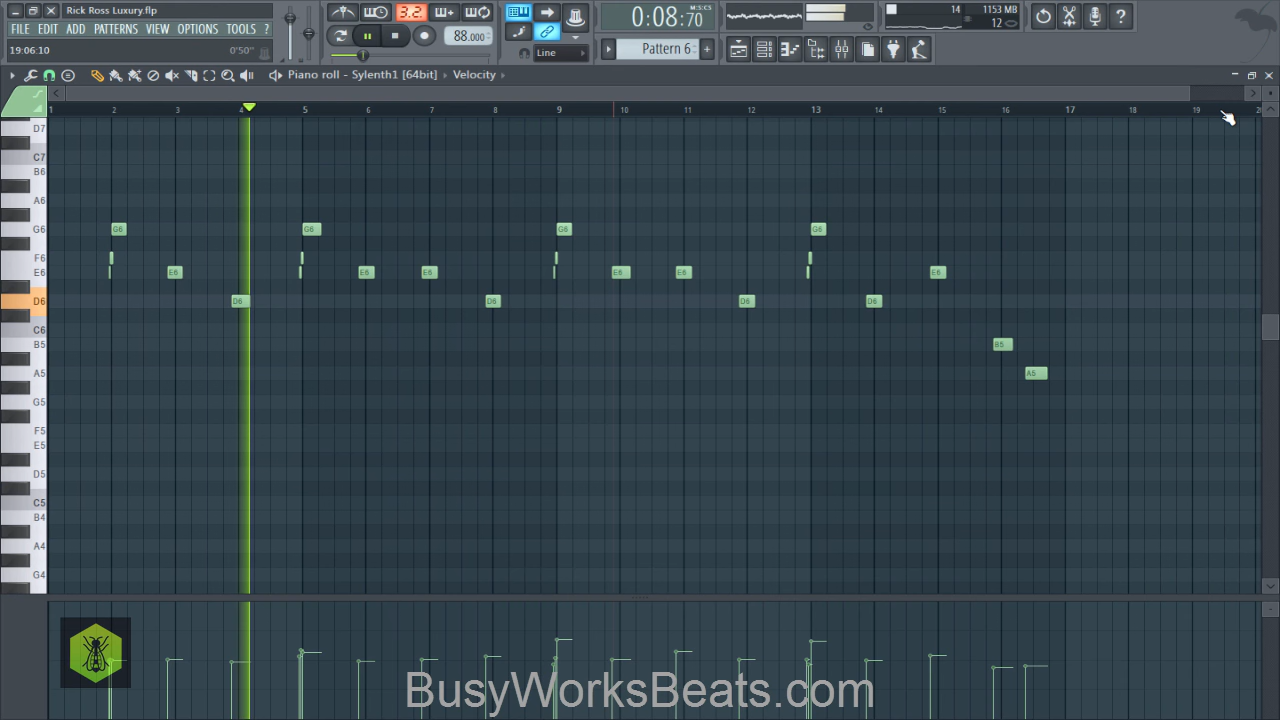 Rick Ross Luxury.flp
FILE EDIT ADD PATTERNS VIEW OPTIONS TOOLS ?
19:06:10 0'50"
3.2
88.000
Line
0:08:70 M:S:CS
Pattern 6
14 1153 MB
12
Piano roll - Sylenth1 [64bit] Velocity
1 2 3 4 5 6 7 8 9 10 11 12 13 14 15 16 17 18 19
D7
C7
B6
A6
G6 G6 G6 G6 G6
F6
E6 E6 E6 E6 E6 E6 E6
D6 D6 D6 D6 D6
C6
B5 B5
A5 A5
G5
F5
E5
D5
C5
B4
A4
G4
BusyWorksBeats.com